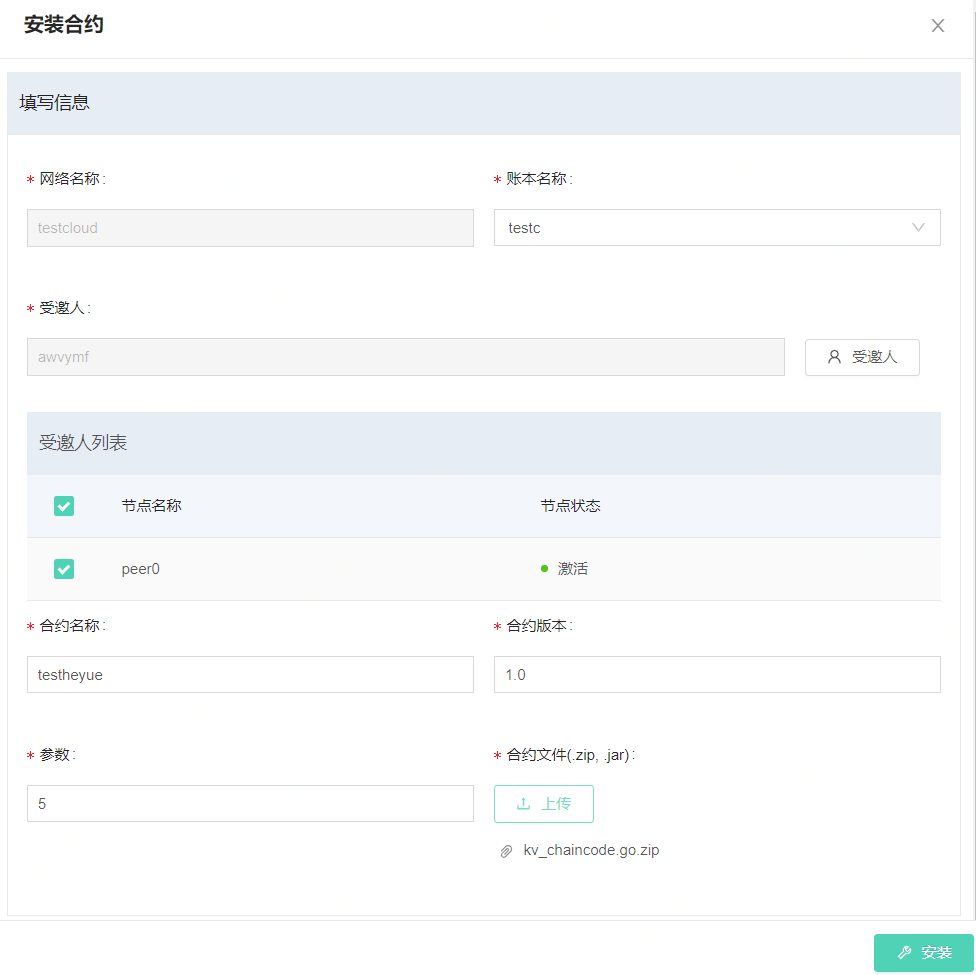 安装合约
填写信息
* 网络名称:
* 账本名称:
testcloud
testc
* 受邀人:
awvymf
受邀人
受邀人列表
节点名称
节点状态
peer0
激活
* 合约名称:
* 合约版本:
testheyue
1.0
* 参数:
* 合约文件(.zip, .jar):
5
上传
kv_chaincode.go.zip
安装